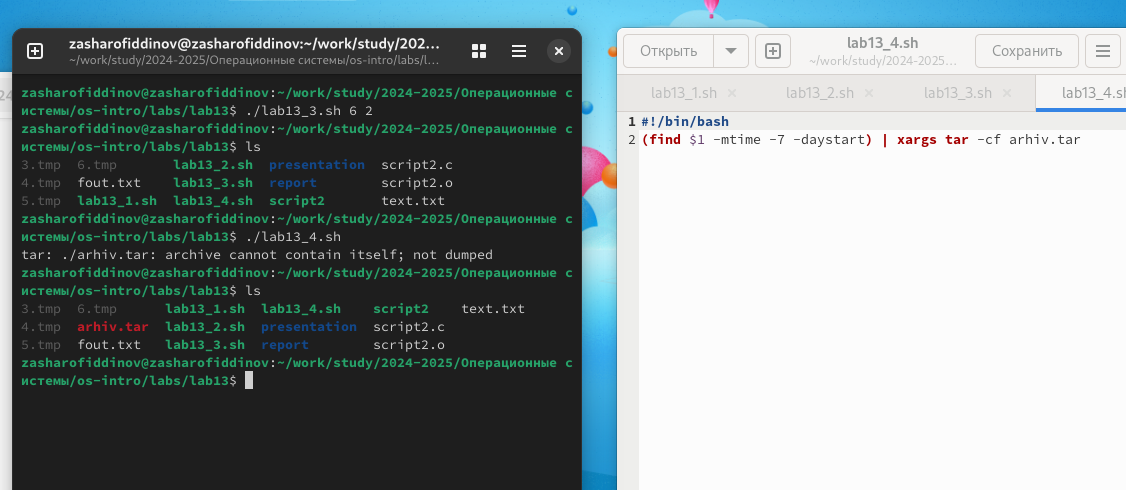 zasharofiddinov@zasharofiddinov:~/work/study/202...
~/work/study/2024-2025/Операционные системы/os-intro/labs/l...
zasharofiddinov@zasharofiddinov:~/work/study/2024-2025/Операционные с
истемы/os-intro/labs/lab13$ ./lab13_3.sh 6 2
zasharofiddinov@zasharofiddinov:~/work/study/2024-2025/Операционные с
истемы/os-intro/labs/lab13$ ls
3.tmp 6.tmp lab13_2.sh presentation script2.c
4.tmp fout.txt lab13_3.sh report script2.o
5.tmp lab13_1.sh lab13_4.sh script2 text.txt
zasharofiddinov@zasharofiddinov:~/work/study/2024-2025/Операционные с
истемы/os-intro/labs/lab13$ ./lab13_4.sh
tar: ./arhiv.tar: archive cannot contain itself; not dumped
zasharofiddinov@zasharofiddinov:~/work/study/2024-2025/Операционные с
истемы/os-intro/labs/lab13$ ls
3.tmp 6.tmp lab13_1.sh lab13_4.sh script2 text.txt
4.tmp arhiv.tar lab13_2.sh presentation script2.c
5.tmp fout.txt lab13_3.sh report script2.o
zasharofiddinov@zasharofiddinov:~/work/study/2024-2025/Операционные с
истемы/os-intro/labs/lab13$
Открыть
lab13_4.sh
~/work/study/2024-2025...
Сохранить
lab13_1.sh lab13_2.sh lab13_3.sh lab13_4.sh
1 #!/bin/bash
2 (find $1 -mtime -7 -daystart) | xargs tar -cf arhiv.tar